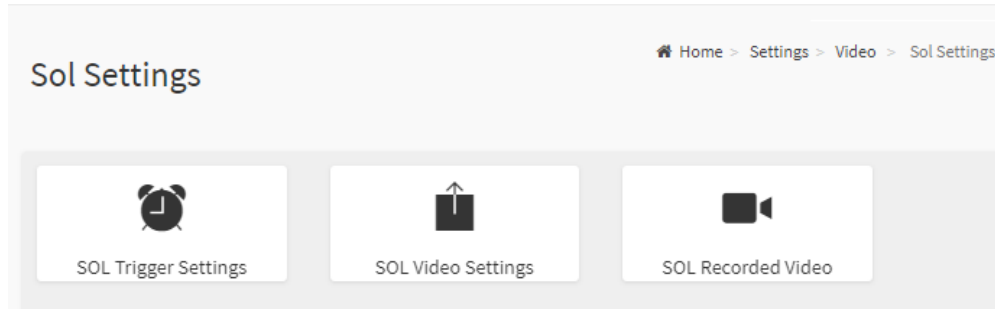 Home > Settings > Video > Sol Settings
Sol Settings
SOL Trigger Settings
SOL Video Settings
SOL Recorded Video